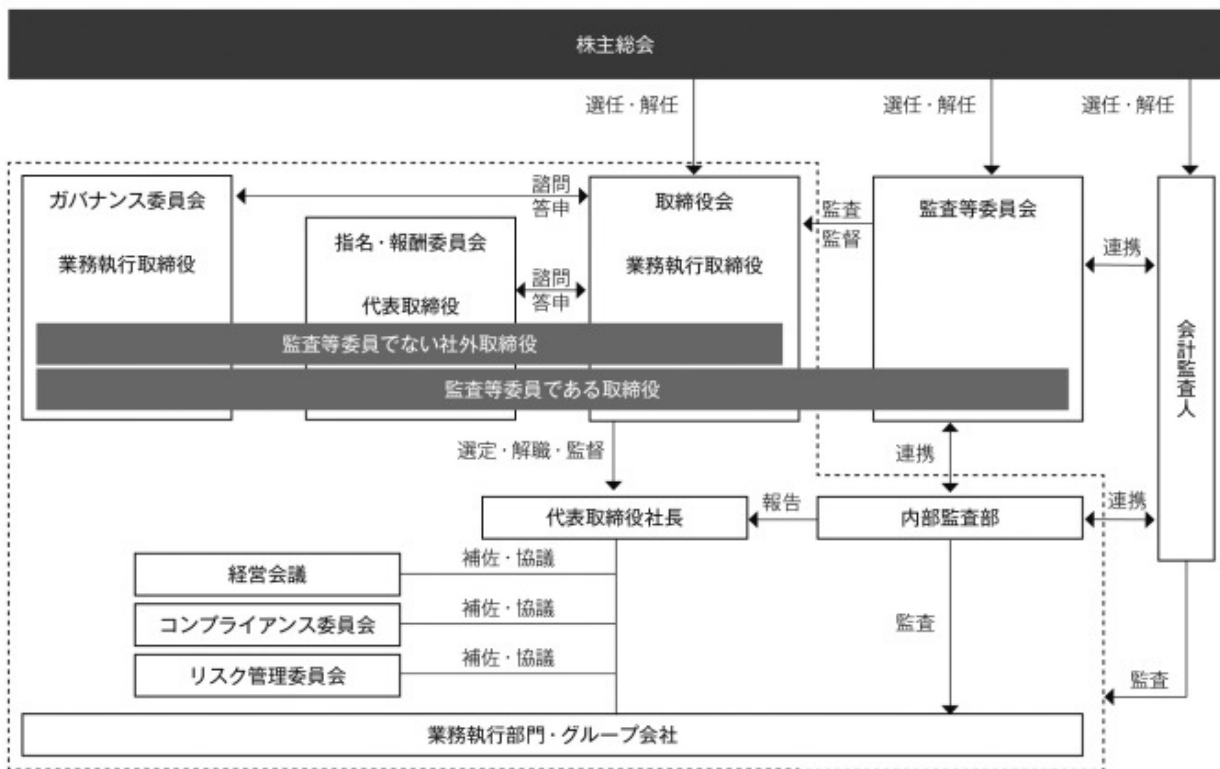 株主総会
選任・解任
選任・解任
選任・解任
ガバナンス委員会
業務執行取締役
諮問
答申
指名・報酬委員会
代表取締役
諮問
答申
取締役会
業務執行取締役
監査
監督
監査等委員会
連携
会計監査人
監査等委員でない社外取締役
監査等委員である取締役
選定・解職・監督
連携
代表取締役社長
報告
内部監査部
連携
経営会議
補佐・協議
コンプライアンス委員会
補佐・協議
リスク管理委員会
補佐・協議
監査
監査
業務執行部門・グループ会社